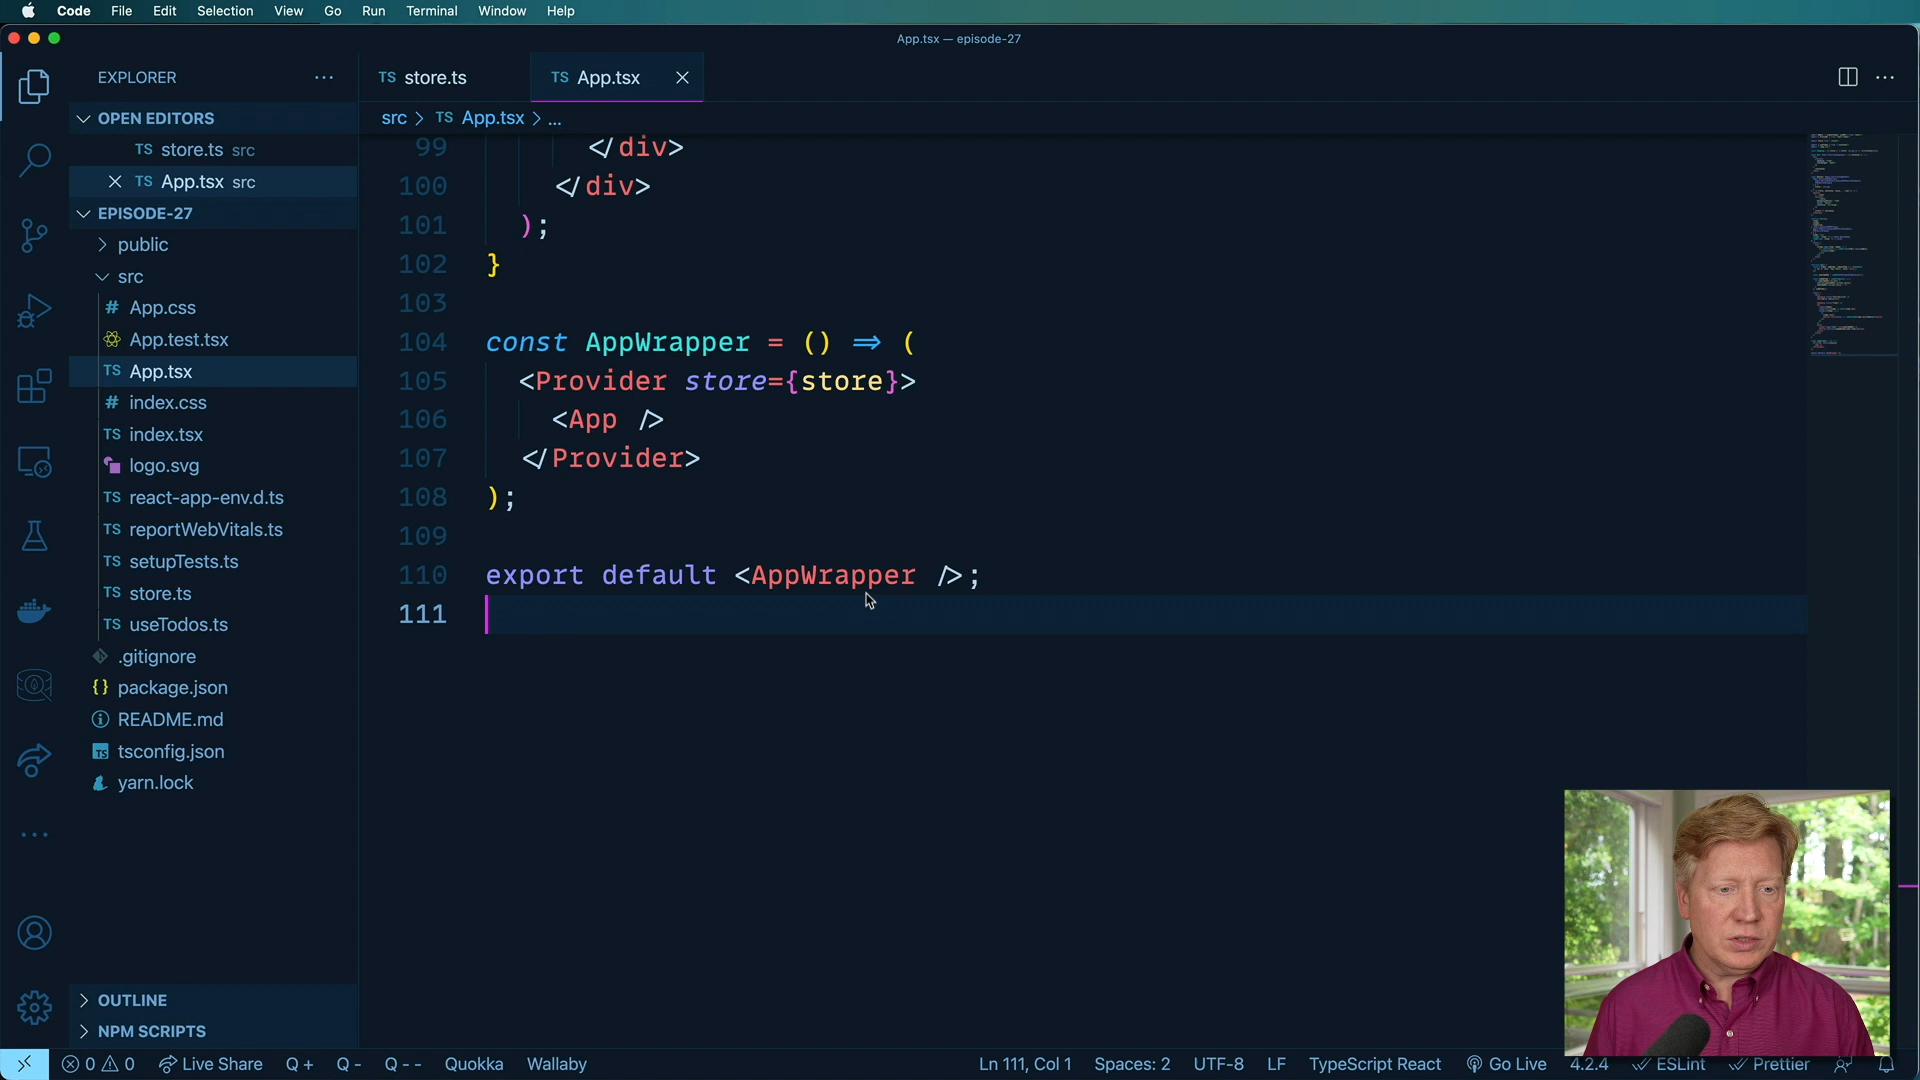 Code File Edit Selection View Go Run Terminal Window Help
App.tsx — episode-27
EXPLORER ...
OPEN EDITORS
TS store.ts src
TS App.tsx src
EPISODE-27
public
src
# App.css
App.test.tsx
TS App.tsx
# index.css
TS index.tsx
logo.svg
TS react-app-env.d.ts
TS reportWebVitals.ts
TS setupTests.ts
TS store.ts
TS useTodos.ts
.gitignore
{} package.json
README.md
TS tsconfig.json
yarn.lock
OUTLINE
NPM SCRIPTS
TS store.ts TS App.tsx
src > TS App.tsx > ...
99 </div>
100 </div>
101 );
102 }
103
104 const AppWrapper = () => (
105 <Provider store={store}>
106 <App />
107 </Provider>
108 );
109
110 export default <AppWrapper />;
111
0 0 Live Share Q + Q - Q - - Quokka Wallaby Ln 111, Col 1 Spaces: 2 UTF-8 LF TypeScript React Go Live 4.2.4 ESLint Prettier